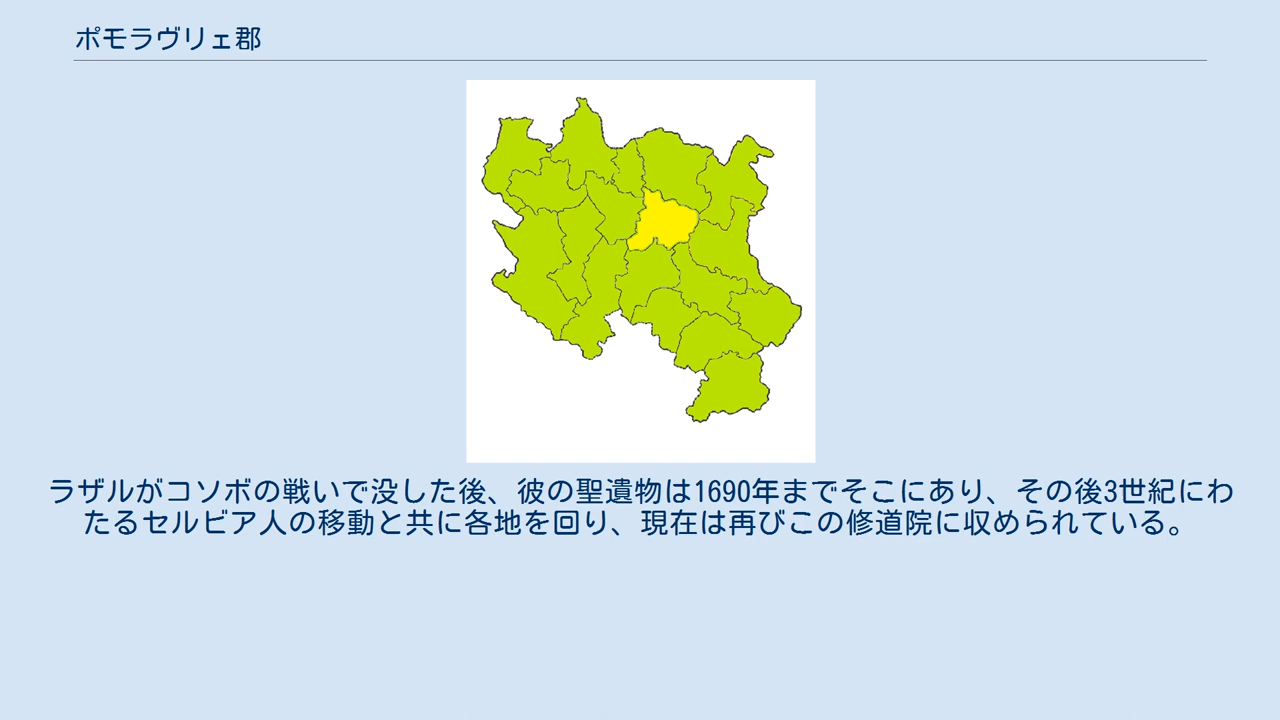 ポモラヴリェ郡
ラザルがコソボの戦いで没した後、彼の聖遺物は1690年までそこにあり、その後3世紀にわ
たるセルビア人の移動と共に各地を回り、現在は再びこの修道院に収められている。